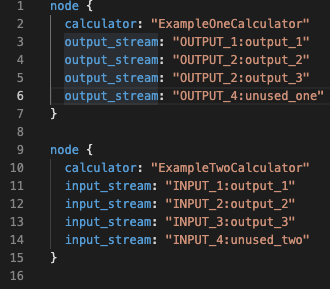 1 node {
2 calculator: "ExampleOneCalculator"
3 output_stream: "OUTPUT_1:output_1"
4 output_stream: "OUTPUT_2:output_2"
5 output_stream: "OUTPUT_2:output_3"
6 output_stream: "OUTPUT_4:unused_one"
7 }
8
9 node {
10 calculator: "ExampleTwoCalculator"
11 input_stream: "INPUT_1:output_1"
12 input_stream: "INPUT_2:output_2"
13 input_stream: "INPUT_3:output_3"
14 input_stream: "INPUT_4:unused_two"
15 }
16